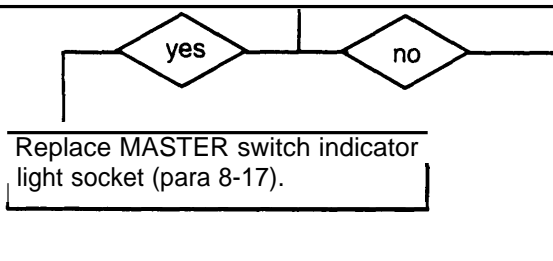 yes
no
Replace MASTER switch indicator
light socket (para 8-17).